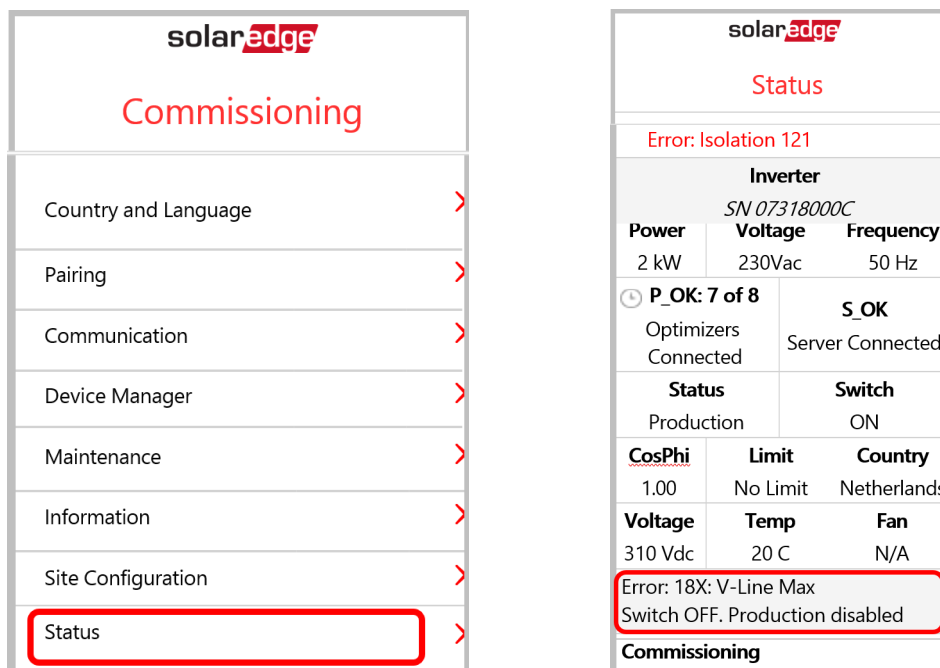 solaredge
Commissioning
Country and Language
Pairing
Communication
Device Manager
Maintenance
Information
Site Configuration
Status
solaredge
Status
Error: Isolation 121
Inverter
SN 07318000C
Power Voltage Frequency
2 kW 230Vac 50 Hz
P_OK: 7 of 8
Optimizers
Connected
S_OK
Server Connected
Status Switch
Production ON
CosPhi Limit Country
1.00 No Limit Netherlands
Voltage Temp Fan
310 Vdc 20 C N/A
Error: 18X: V-Line Max
Switch OFF. Production disabled
Commissioning